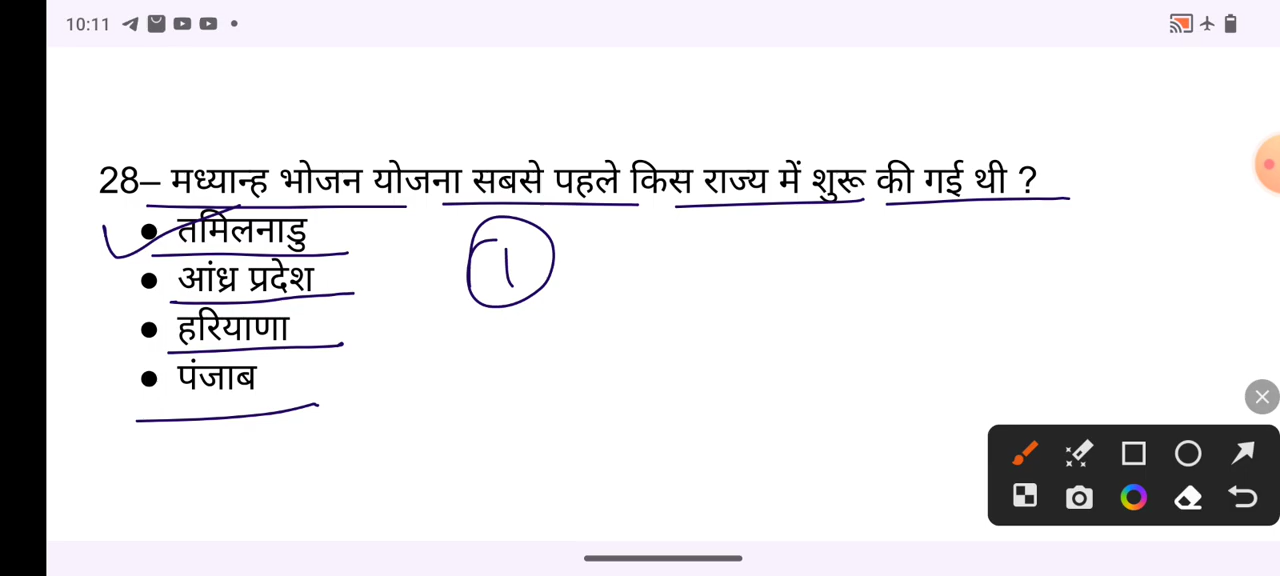 10:11
28– मध्यान्ह भोजन योजना सबसे पहले किस राज्य में शुरू की गई थी ?
● तमिलनाडु
● आंध्र प्रदेश
● हरियाणा
● पंजाब